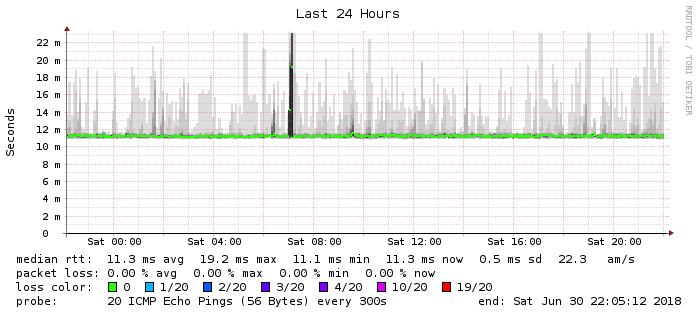 Last 24 Hours
RRDTOOL / TOBI OETIKER
Seconds
22 m
20 m
18 m
16 m
14 m
12 m
10 m
8 m
6 m
4 m
2 m
0
Sat 00:00 Sat 04:00 Sat 08:00 Sat 12:00 Sat 16:00 Sat 20:00
median rtt: 11.3 ms avg 19.2 ms max 11.1 ms min 11.3 ms now 0.5 ms sd 22.3 am/s
packet loss: 0.00 % avg 0.00 % max 0.00 % min 0.00 % now
loss color: 0 1/20 2/20 3/20 4/20 10/20 19/20
probe: 20 ICMP Echo Pings (56 Bytes) every 300s end: Sat Jun 30 22:05:12 2018